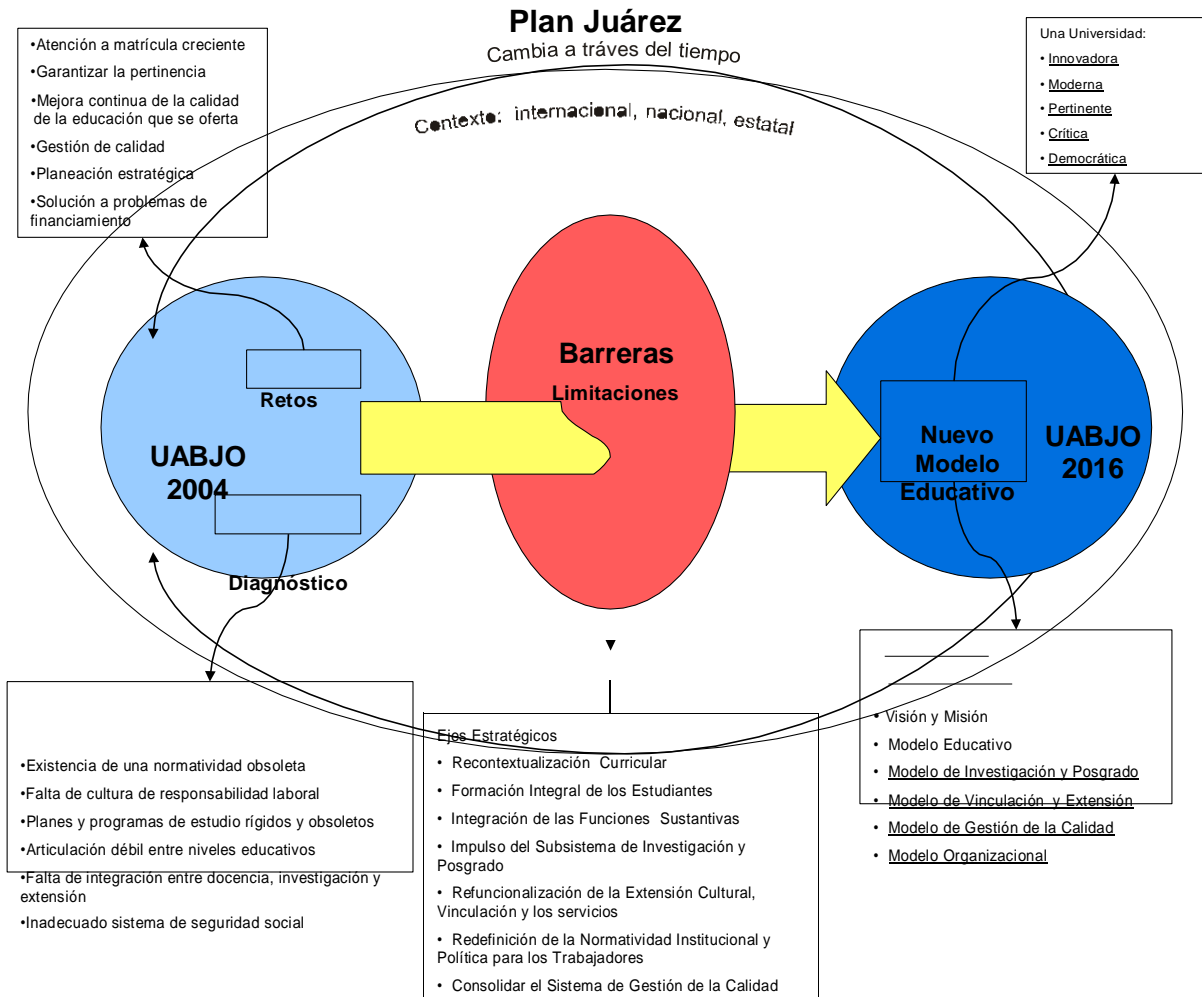 Plan Juárez
Cambia a tráves del tiempo
Contexto: internacional, nacional, estatal
•Atención a matrícula creciente
•Garantizar la pertinencia
•Mejora continua de la calidad
de la educación que se oferta
•Gestión de calidad
•Planeación estratégica
•Solución a problemas de
financiamiento
Una Universidad:
• Innovadora
• Moderna
• Pertinente
• Crítica
• Democrática
Retos
UABJO
2004
Diagnóstico
Barreras
Limitaciones
Nuevo
Modelo
Educativo
UABJO
2016
•Existencia de una normatividad obsoleta
•Falta de cultura de responsabilidad laboral
•Planes y programas de estudio rígidos y obsoletos
•Articulación débil entre niveles educativos
•Falta de integración entre docencia, investigación y
extensión
•Inadecuado sistema de seguridad social
Ejes Estratégicos
• Recontextualización Curricular
• Formación Integral de los Estudiantes
• Integración de las Funciones Sustantivas
• Impulso del Subsistema de Investigación y
Posgrado
• Refuncionalización de la Extensión Cultural,
Vinculación y los servicios
• Redefinición de la Normatividad Institucional y
Política para los Trabajadores
• Consolidar el Sistema de Gestión de la Calidad
• Visión y Misión
• Modelo Educativo
• Modelo de Investigación y Posgrado
• Modelo de Vinculación y Extensión
• Modelo de Gestión de la Calidad
• Modelo Organizacional